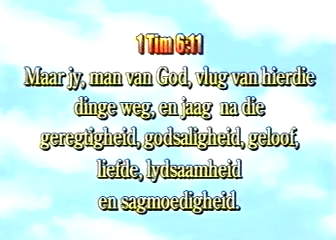 1 Tim 6:11
Maar jy, man van God, vlug van hierdie
dinge weg, en jaag na die
geregtigheid, godsaligheid, geloof,
liefde, lydsaamheid
en sagmoedigheid.